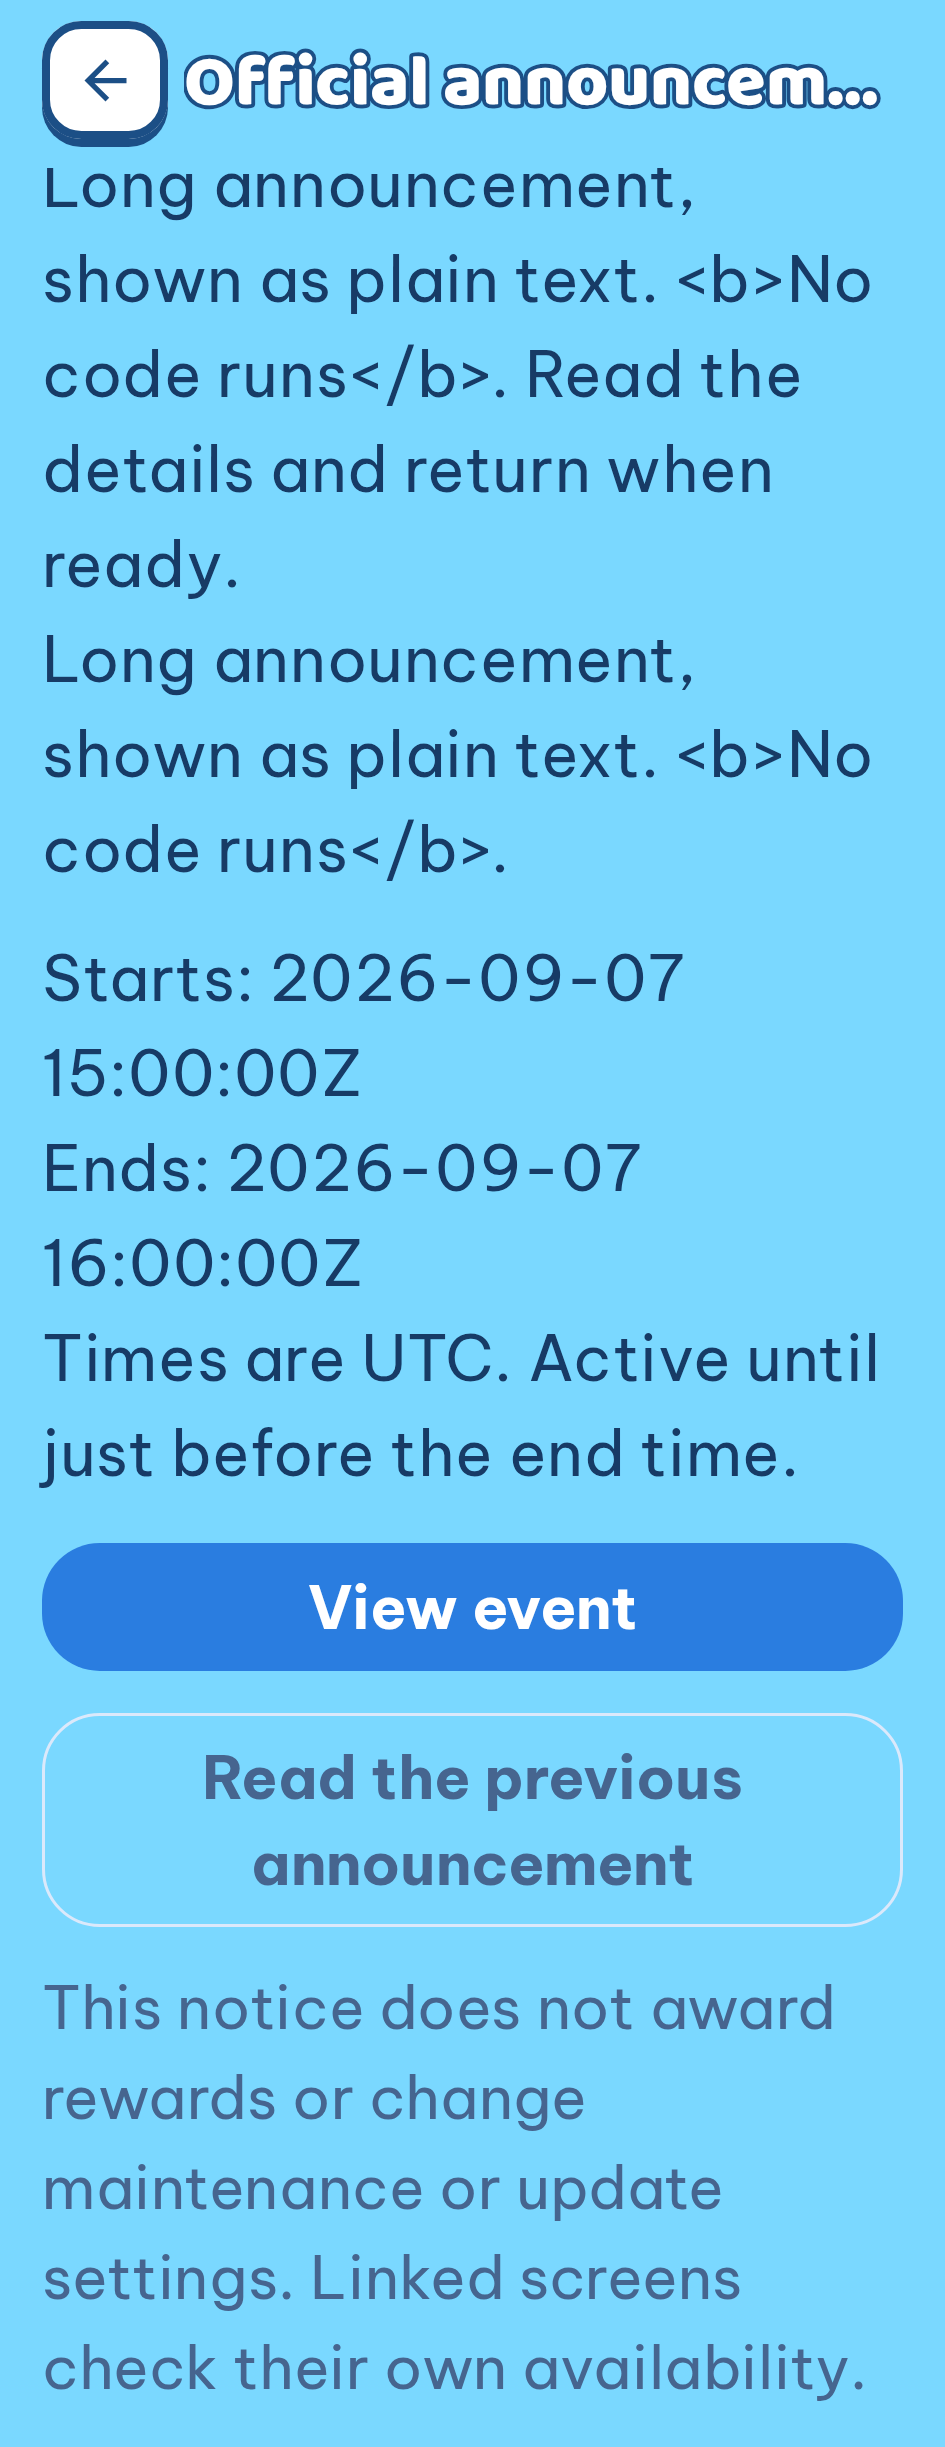 Official announcem...
Long announcement,
shown as plain text. <b>No
code runs</b>. Read the
details and return when
ready.
Long announcement,
shown as plain text. <b>No
code runs</b>.
Starts: 2026-09-07
15:00:00Z
Ends: 2026-09-07
16:00:00Z
Times are UTC. Active until
just before the end time.
View event
Read the previous
announcement
This notice does not award
rewards or change
maintenance or update
settings. Linked screens
check their own availability.